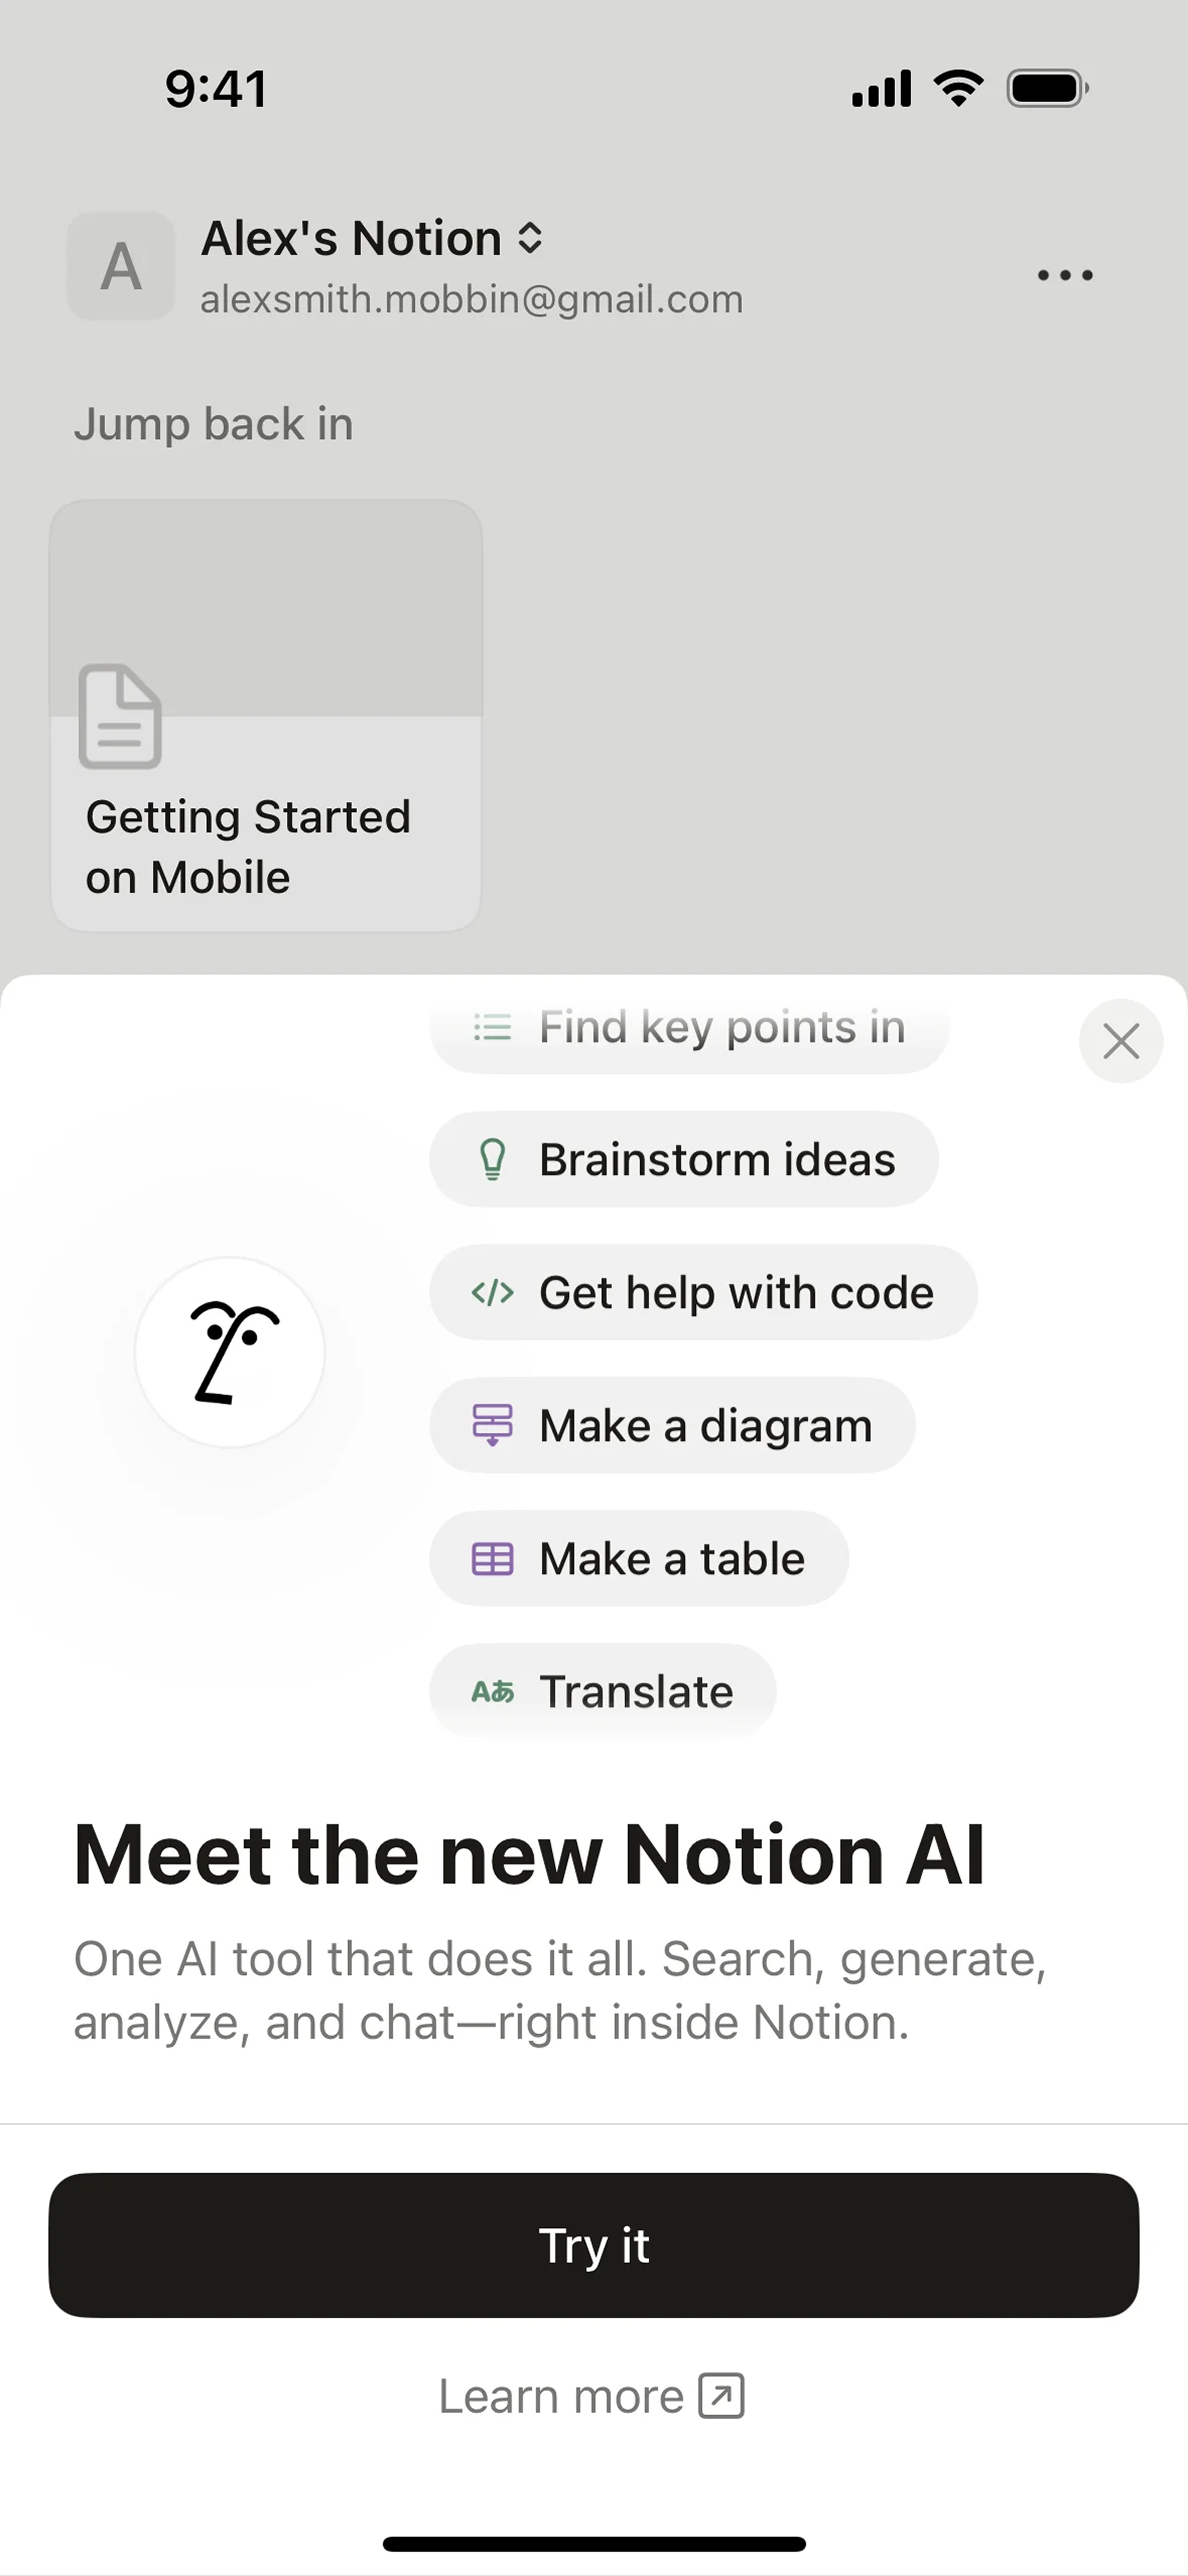 9:41
A
Alex's Notion
alexsmith.mobbin@gmail.com
Jump back in
Getting Started
on Mobile
Find key points in
Brainstorm ideas
Get help with code
Make a diagram
Make a table
Aあ Translate
Meet the new Notion AI
One AI tool that does it all. Search, generate,
analyze, and chat—right inside Notion.
Try it
Learn more